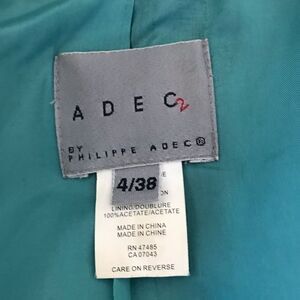 ADEC2
BY
PHILIPPE ADEC®
4/38
LINING/DOUBLURE
100%ACETATE/ACETATE
MADE IN CHINA
MADE IN CHINE
RN 47485
CA 07043
CARE ON REVERSE